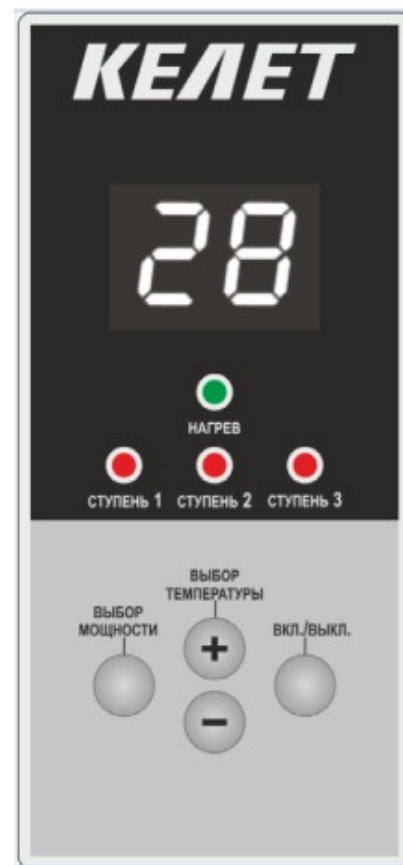 КЕЛЕТ
28
НАГРЕВ
СТУПЕНЬ 1 СТУПЕНЬ 2 СТУПЕНЬ 3
ВЫБОР
ТЕМПЕРАТУРЫ
ВЫБОР
МОЩНОСТИ
+
ВКЛ./ВЫКЛ.
−